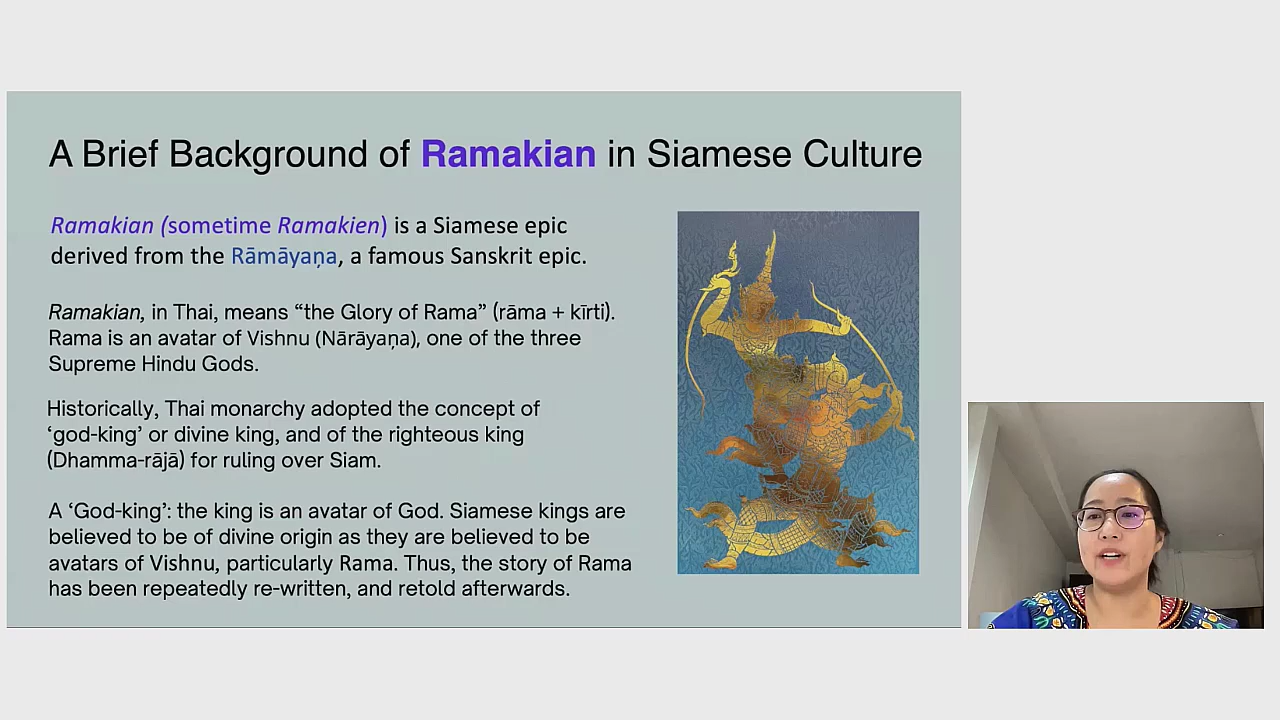 A Brief Background of Ramakian in Siamese Culture
Ramakian (sometime Ramakien) is a Siamese epic
derived from the Rāmāyaṇa, a famous Sanskrit epic.
Ramakian, in Thai, means “the Glory of Rama” (rāma + kīrti).
Rama is an avatar of Vishnu (Nārāyaṇa), one of the three
Supreme Hindu Gods.
Historically, Thai monarchy adopted the concept of
‘god-king’ or divine king, and of the righteous king
(Dhamma-rājā) for ruling over Siam.
A ‘God-king’: the king is an avatar of God. Siamese kings are
believed to be of divine origin as they are believed to be
avatars of Vishnu, particularly Rama. Thus, the story of Rama
has been repeatedly re-written, and retold afterwards.